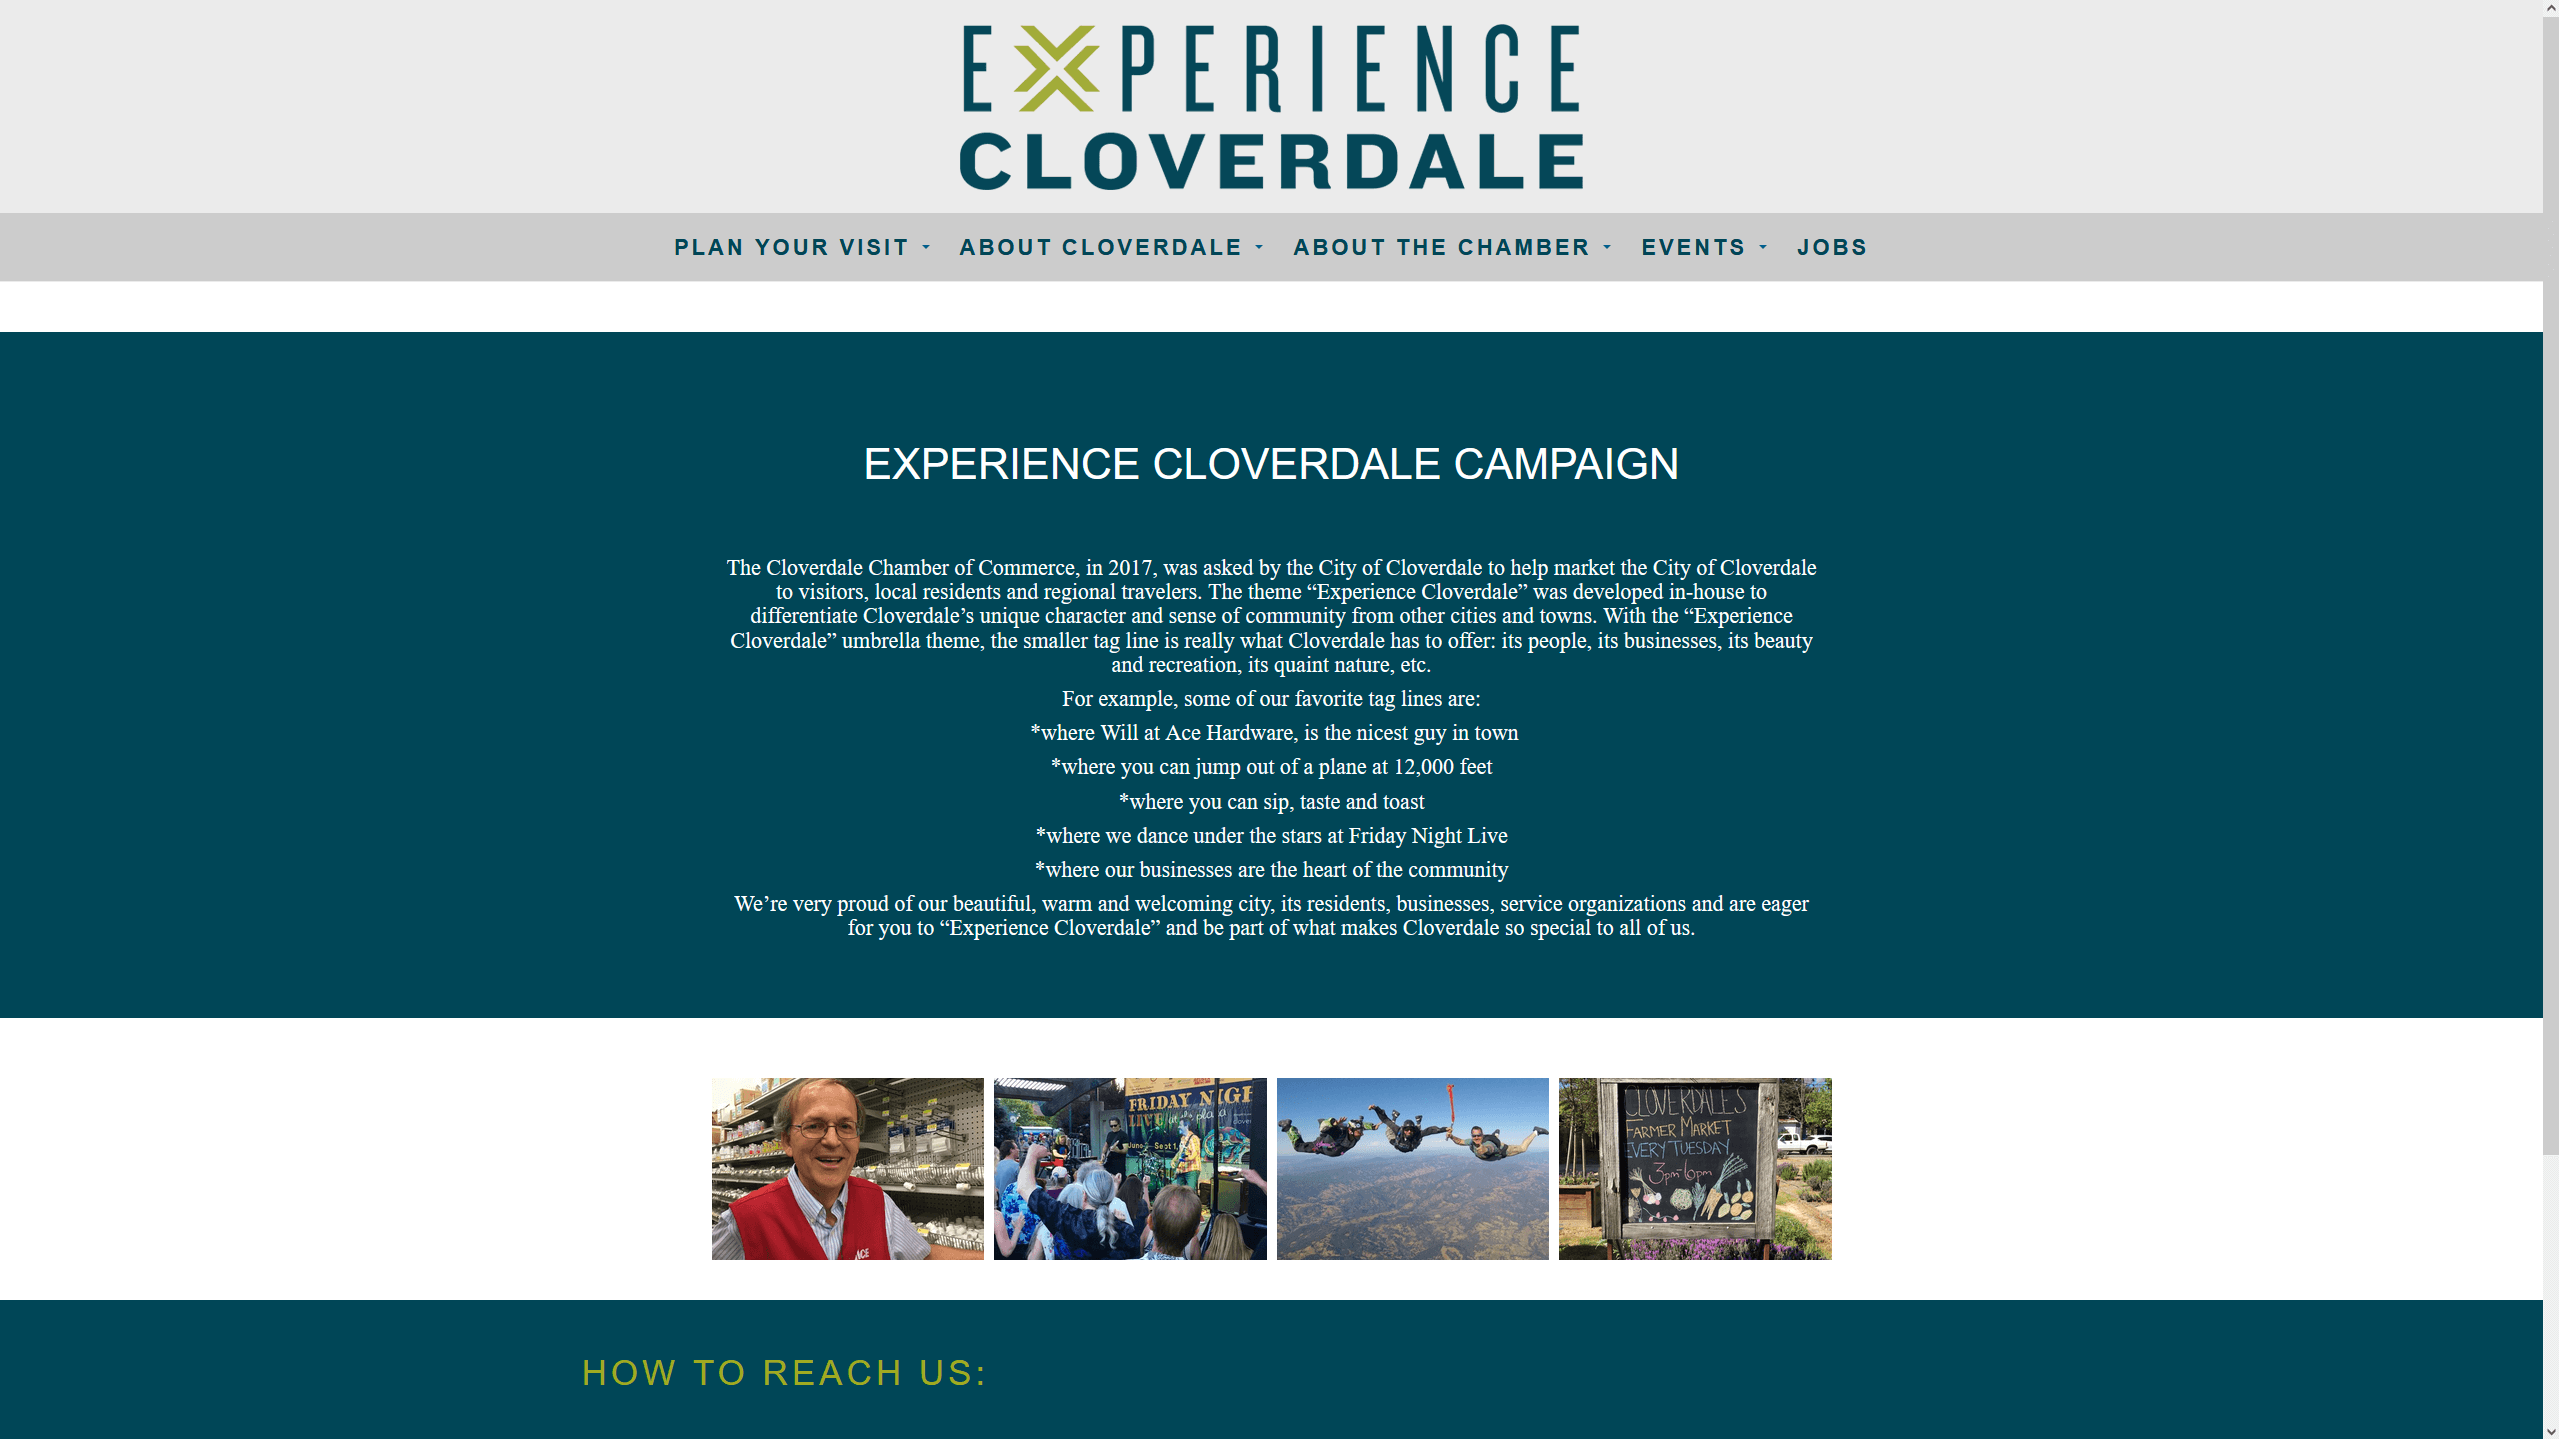 EXPERIENCE
CLOVERDALE
PLAN YOUR VISIT
ABOUT CLOVERDALE
ABOUT THE CHAMBER
EVENTS
JOBS
EXPERIENCE CLOVERDALE CAMPAIGN
The Cloverdale Chamber of Commerce, in 2017, was asked by the City of Cloverdale to help market the City of Cloverdale
to visitors, local residents and regional travelers. The theme “Experience Cloverdale” was developed in-house to
differentiate Cloverdale’s unique character and sense of community from other cities and towns. With the “Experience
Cloverdale” umbrella theme, the smaller tag line is really what Cloverdale has to offer: its people, its businesses, its beauty
and recreation, its quaint nature, etc.
For example, some of our favorite tag lines are:
*where Will at Ace Hardware, is the nicest guy in town
*where you can jump out of a plane at 12,000 feet
*where you can sip, taste and toast
*where we dance under the stars at Friday Night Live
*where our businesses are the heart of the community
We’re very proud of our beautiful, warm and welcoming city, its residents, businesses, service organizations and are eager
for you to “Experience Cloverdale” and be part of what makes Cloverdale so special to all of us.
ACE
FRIDAY NIGH
LIVE at the plaza
CLOVERDALE'S
FARMER MARKET
EVERY TUESDAY
3pm-6pm
HOW TO REACH US: